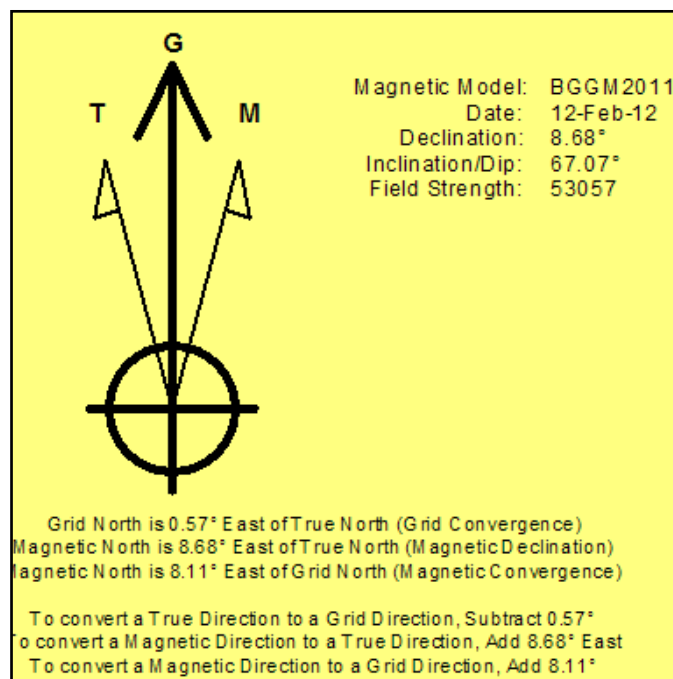 G
T
M
Magnetic Model: BGGM2011
Date: 12-Feb-12
Declination: 8.68°
Inclination/Dip: 67.07°
Field Strength: 53057
Grid North is 0.57° East of True North (Grid Convergence)
Magnetic North is 8.68° East of True North (Magnetic Declination)
Magnetic North is 8.11° East of Grid North (Magnetic Convergence)
To convert a True Direction to a Grid Direction, Subtract 0.57°
To convert a Magnetic Direction to a True Direction, Add 8.68° East
To convert a Magnetic Direction to a Grid Direction, Add 8.11°